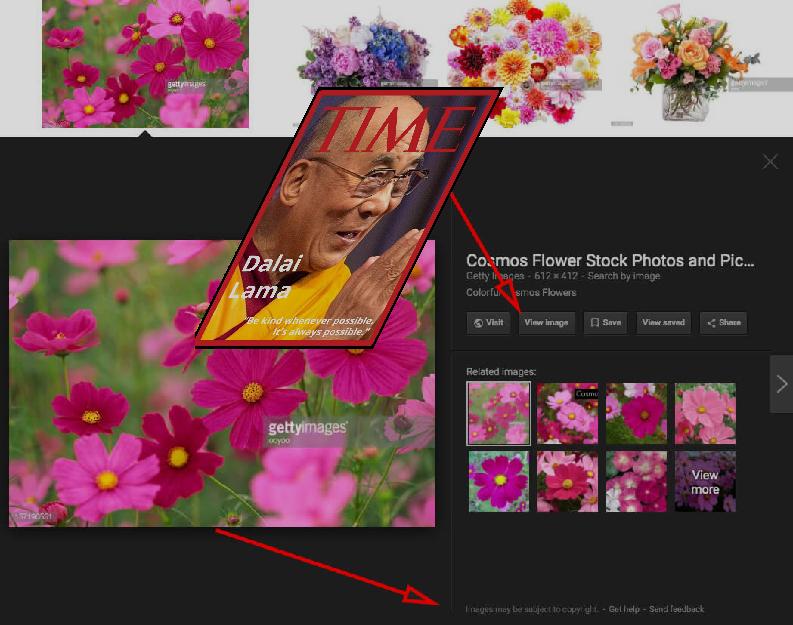 gettyimages
gettyimages
TIME
Dalai
Lama
"Be kind whenever possible.
It's always possible."
Cosmos Flower Stock Photos and Pic...
Getty Images - 612 × 412 - Search by image
Colorful Cosmos Flowers
Visit
View image
Save
View saved
Share
Related images:
Cosmo
View
more
gettyimages®
ooyoo
Images may be subject to copyright. - Get help - Send feedback